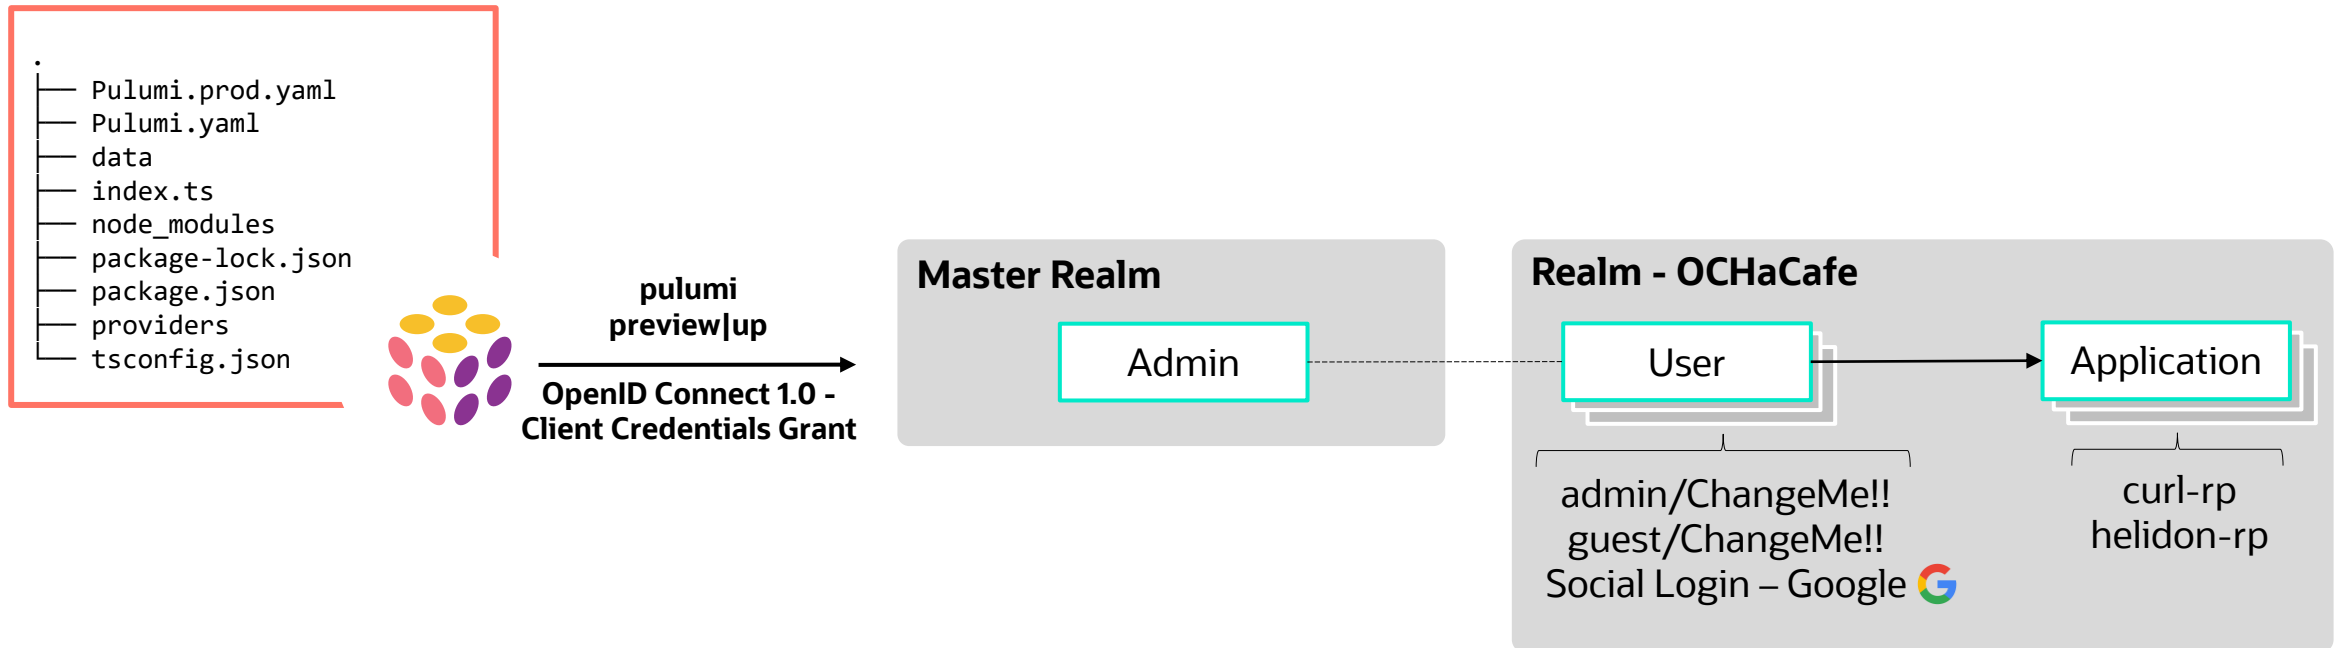 .
├── Pulumi.prod.yaml
├── Pulumi.yaml
├── data
├── index.ts
├── node_modules
├── package-lock.json
├── package.json
├── providers
└── tsconfig.json
pulumi
preview|up
OpenID Connect 1.0 -
Client Credentials Grant
Master Realm
Admin
Realm - OCHaCafe
User
Application
admin/ChangeMe!!
guest/ChangeMe!!
Social Login – Google
curl-rp
helidon-rp